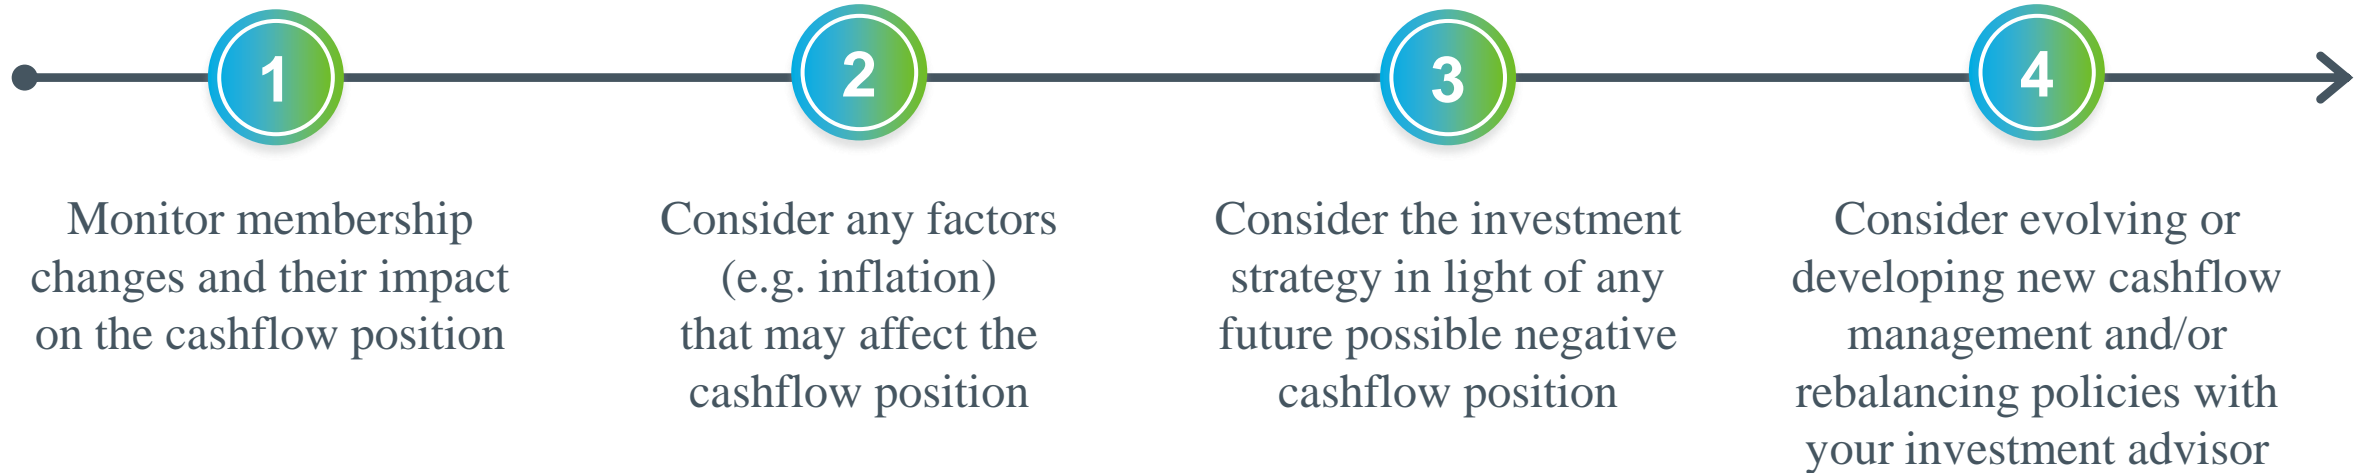 1
Monitor membership
changes and their impact
on the cashflow position
2
Consider any factors
(e.g. inflation)
that may affect the
cashflow position
3
Consider the investment
strategy in light of any
future possible negative
cashflow position
4
Consider evolving or
developing new cashflow
management and/or
rebalancing policies with
your investment advisor